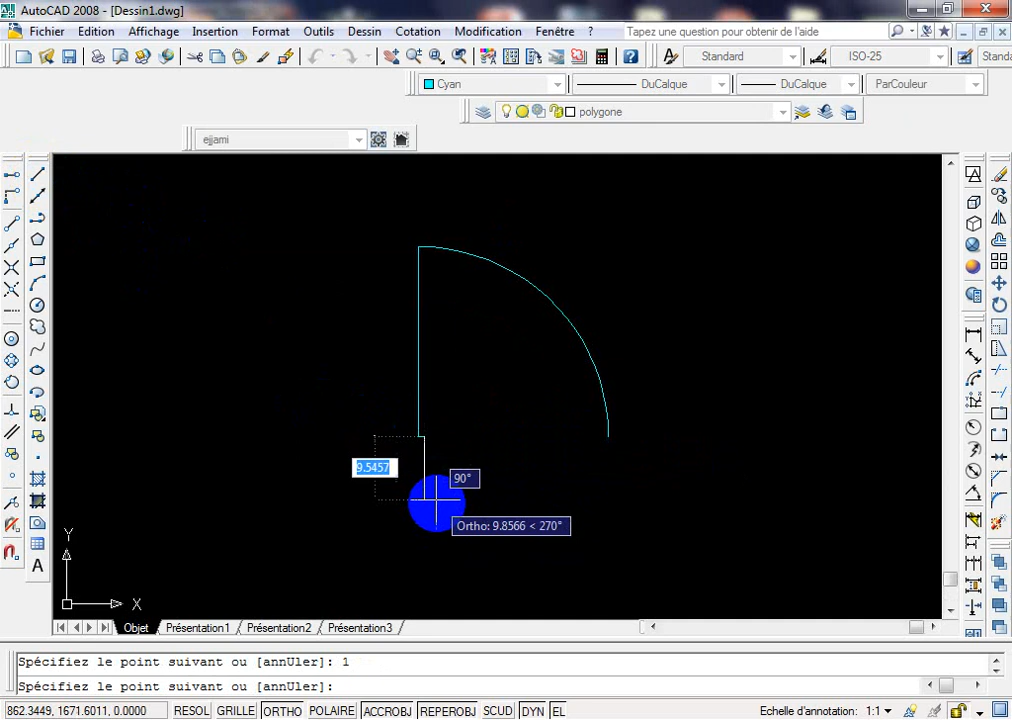 AutoCAD 2008 - [Dessin1.dwg]
Fichier Edition Affichage Insertion Format Outils Dessin Cotation Modification Fenêtre ? Tapez une question pour obtenir de l'aide
Standard ISO-25 Standa
Cyan DuCalque DuCalque ParCouleur
polygone
ejjami
9.5457
90°
Ortho: 9.8566 < 270°
Y
X
A
Objet Présentation1 Présentation2 Présentation3
Spécifiez le point suivant ou [annUler]: 1
Spécifiez le point suivant ou [annUler]:
862.3449, 1671.6011, 0.0000 RESOL GRILLE ORTHO POLAIRE ACCROBJ REPEROBJ SCUD DYN EL Echelle d'annotation: 1:1